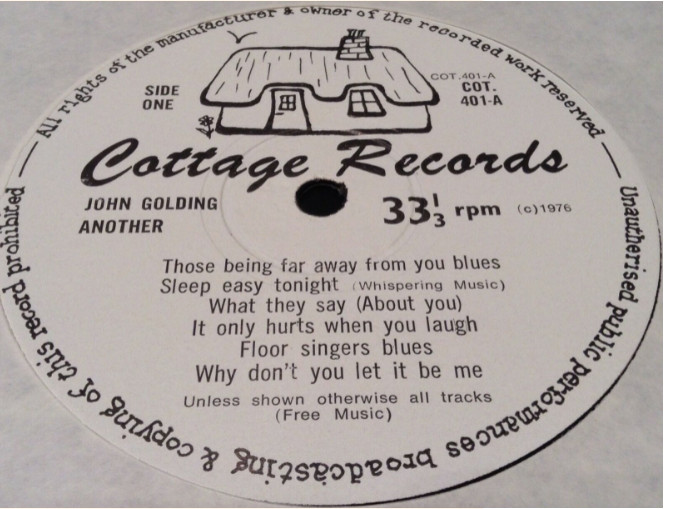 All rights of the manufacturer & owner of the recorded work reserved
SIDE
ONE
COT.401-A
COT.
401-A
Cottage Records
JOHN GOLDING
ANOTHER
33 1/3 rpm (c)1976
Those being far away from you blues
Sleep easy tonight (Whispering Music)
What they say (About you)
It only hurts when you laugh
Floor singers blues
Why don't you let it be me
Unless shown otherwise all tracks
(Free Music)
Unautherised public performances broadcasting & copying of this record prohibited